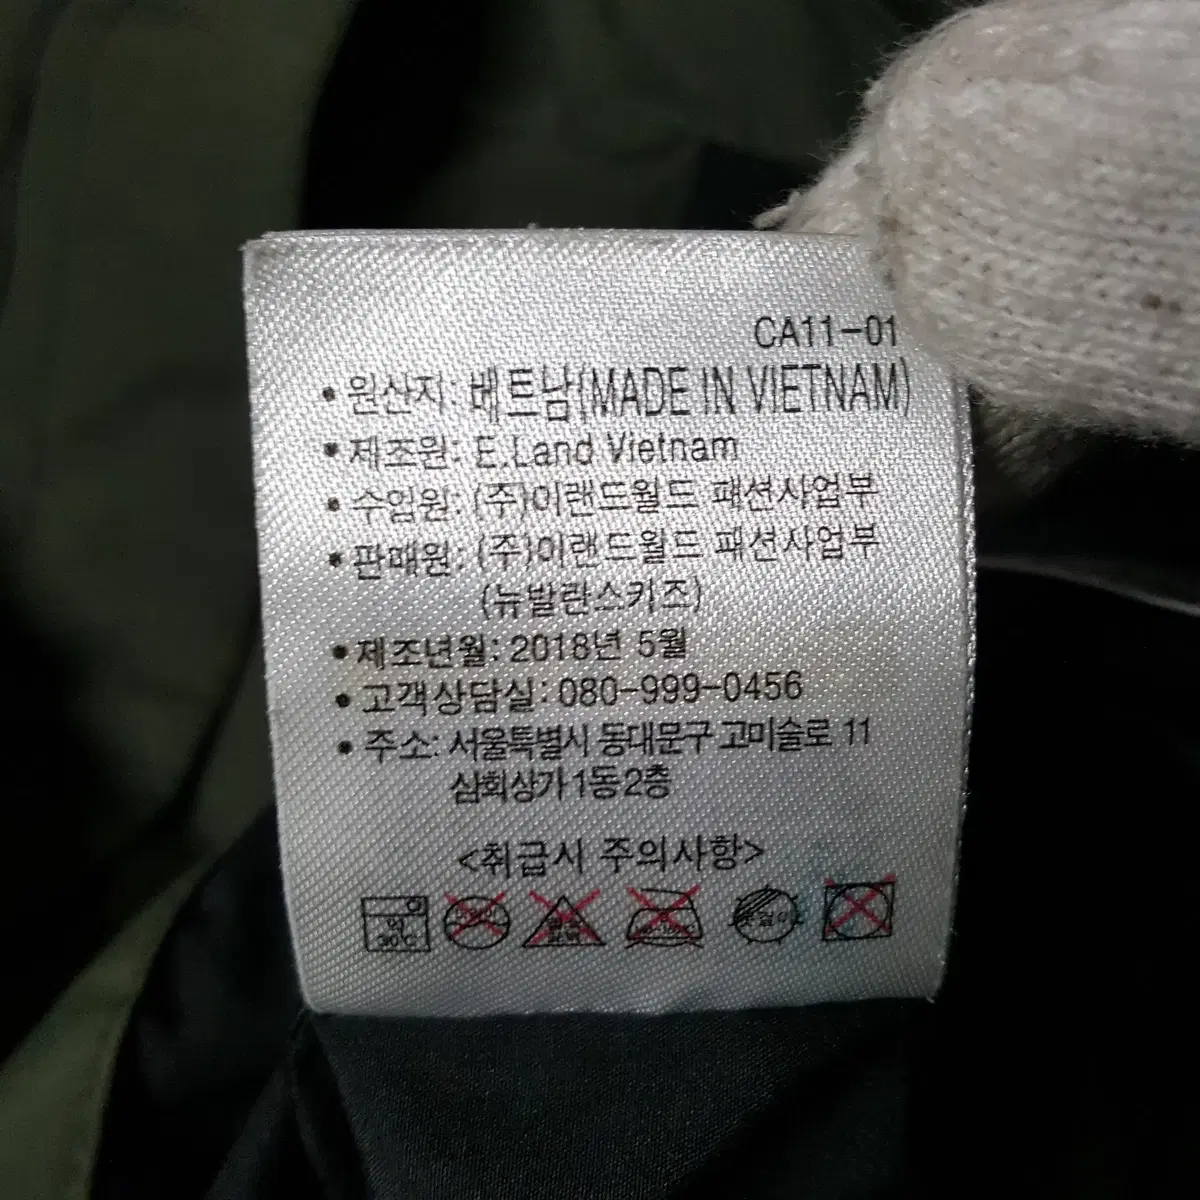 CA11-01
• 원산지: 베트남(MADE IN VIETNAM)
• 제조원: E.Land Vietnam
• 수입원: (주)이랜드월드 패션사업부
• 판매원: (주)이랜드월드 패션사업부
(뉴발란스키즈)
• 제조년월: 2018년 5월
• 고객상담실: 080-999-0456
• 주소: 서울특별시 동대문구 고미술로 11
삼희상가 1동 2층
<취급시 주의사항>
약 30℃ 옷걸이